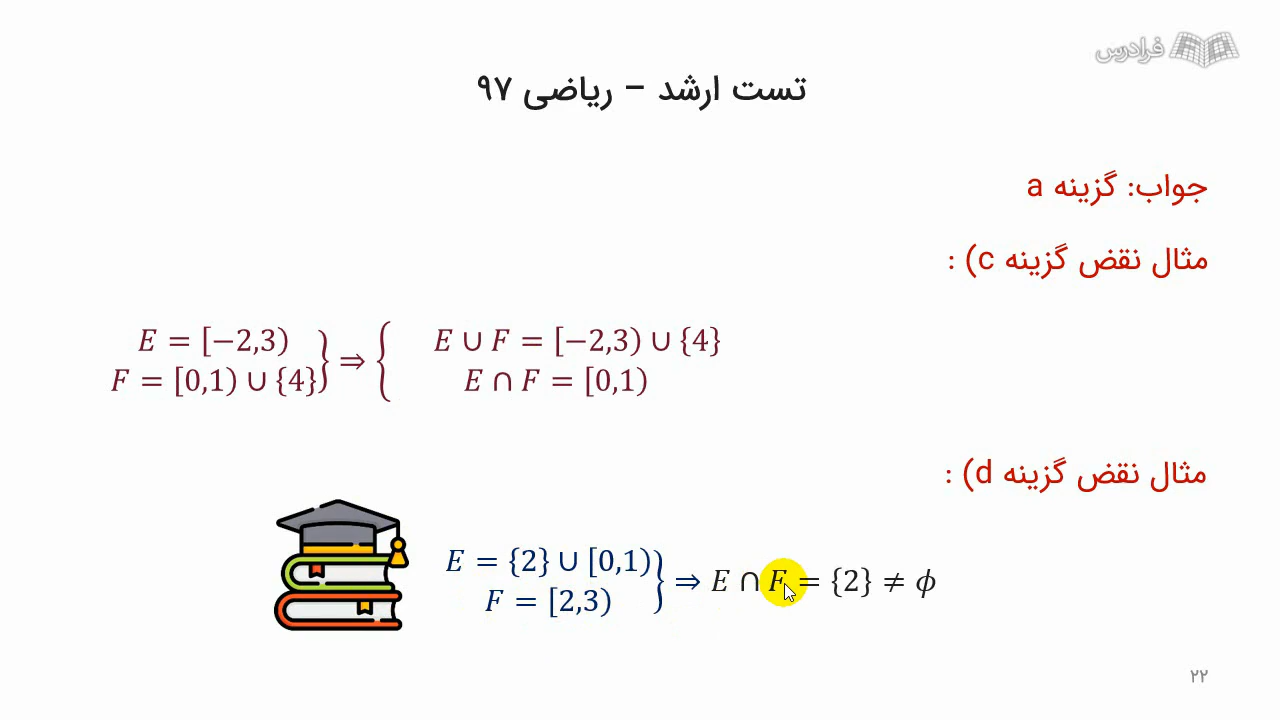 فرادرس
تست ارشد – ریاضی ۹۷
جواب: گزینه a
مثال نقض گزینه c) :
E = [−2,3)
F = [0,1) ∪ {4}
} ⇒ {
E ∪ F = [−2,3) ∪ {4}
E ∩ F = [0,1)
مثال نقض گزینه d) :
E = {2} ∪ [0,1)
F = [2,3)
} ⇒ E ∩ F = {2} ≠ ϕ
۲۲